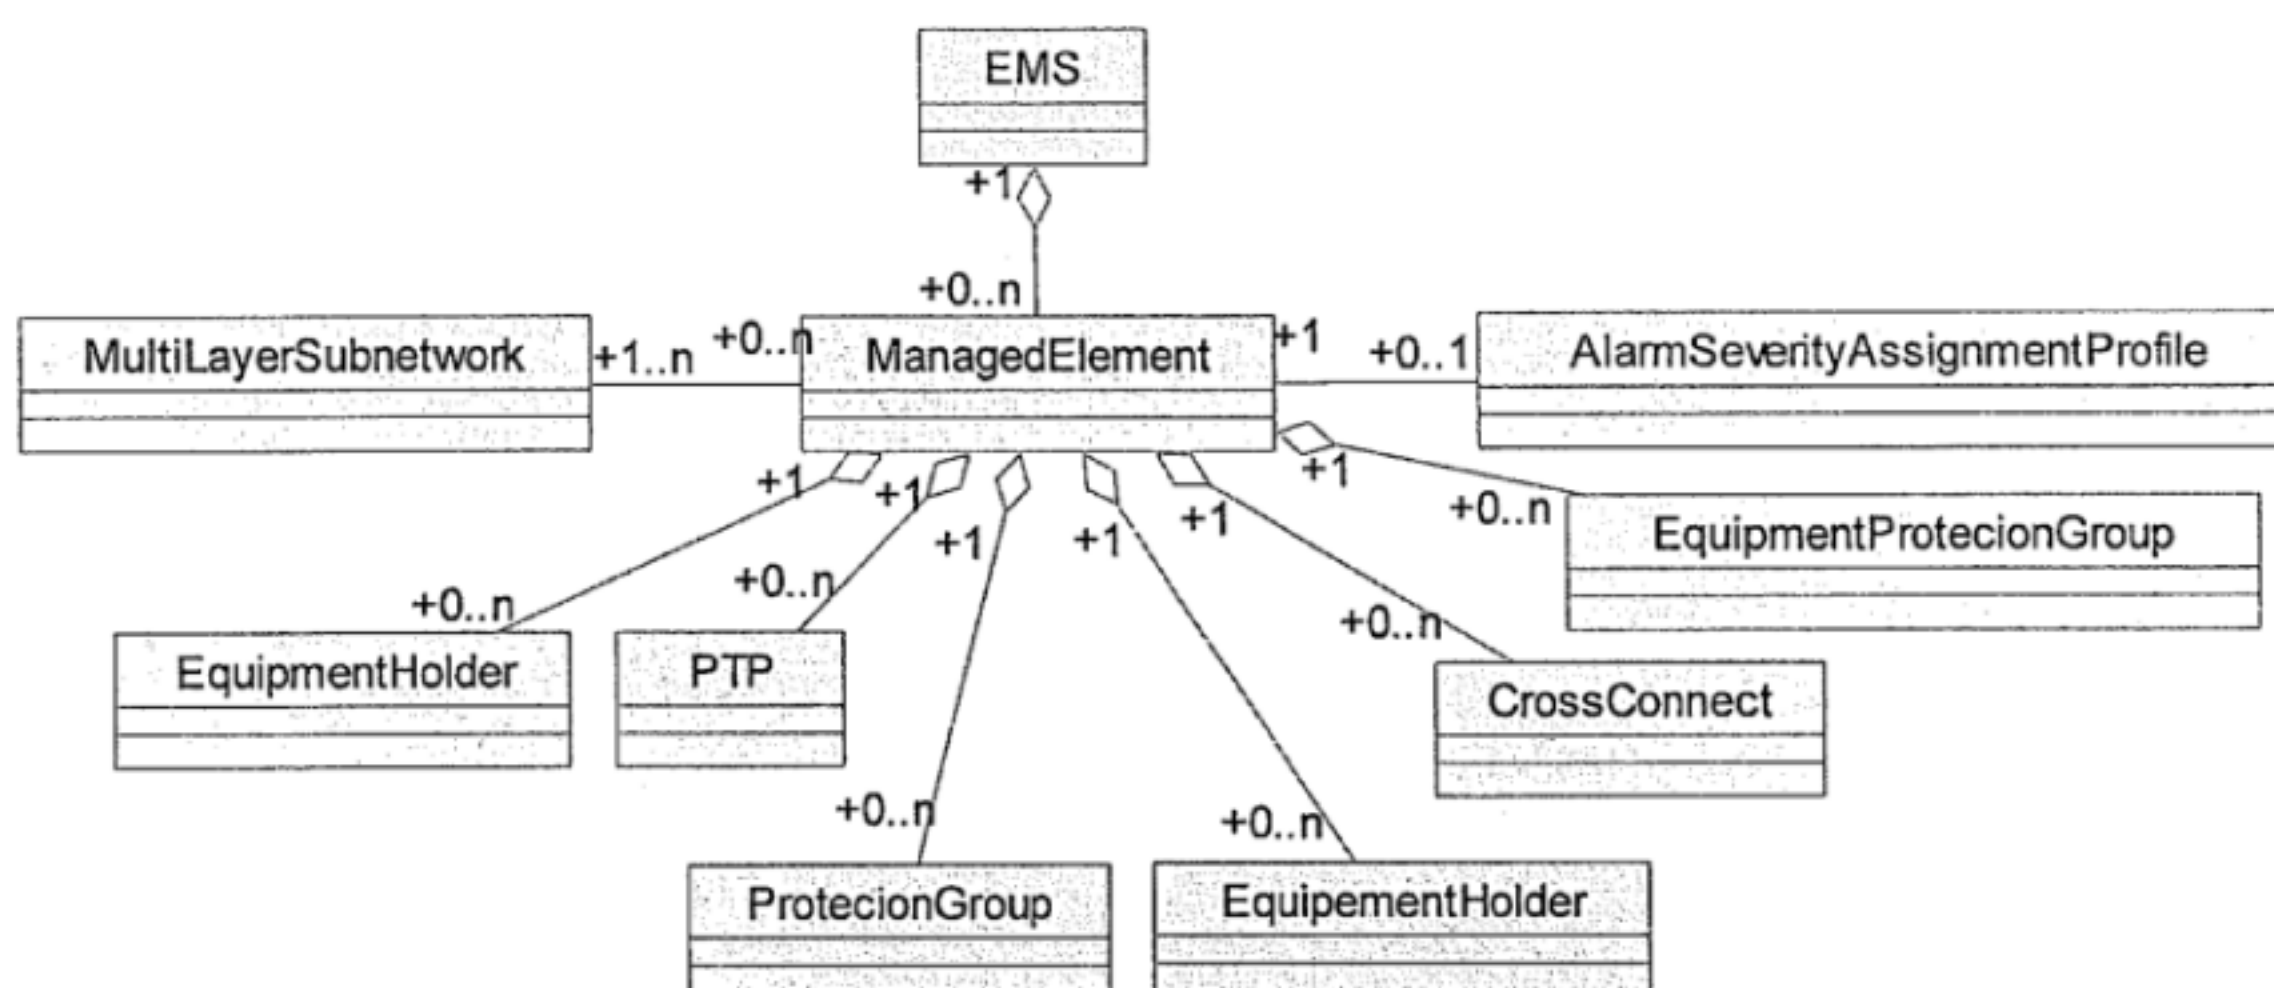 EMS
+1
+0..n
MultiLayerSubnetwork
+1..n
+0..n
ManagedElement
+1
+0..1
AlarmSeverityAssignmentProfile
+1
+1
+1
+1
+1
+1
+0..n
EquipmentProtecionGroup
+0..n
+0..n
+0..n
EquipmentHolder
PTP
CrossConnect
+0..n
+0..n
ProtecionGroup
EquipementHolder